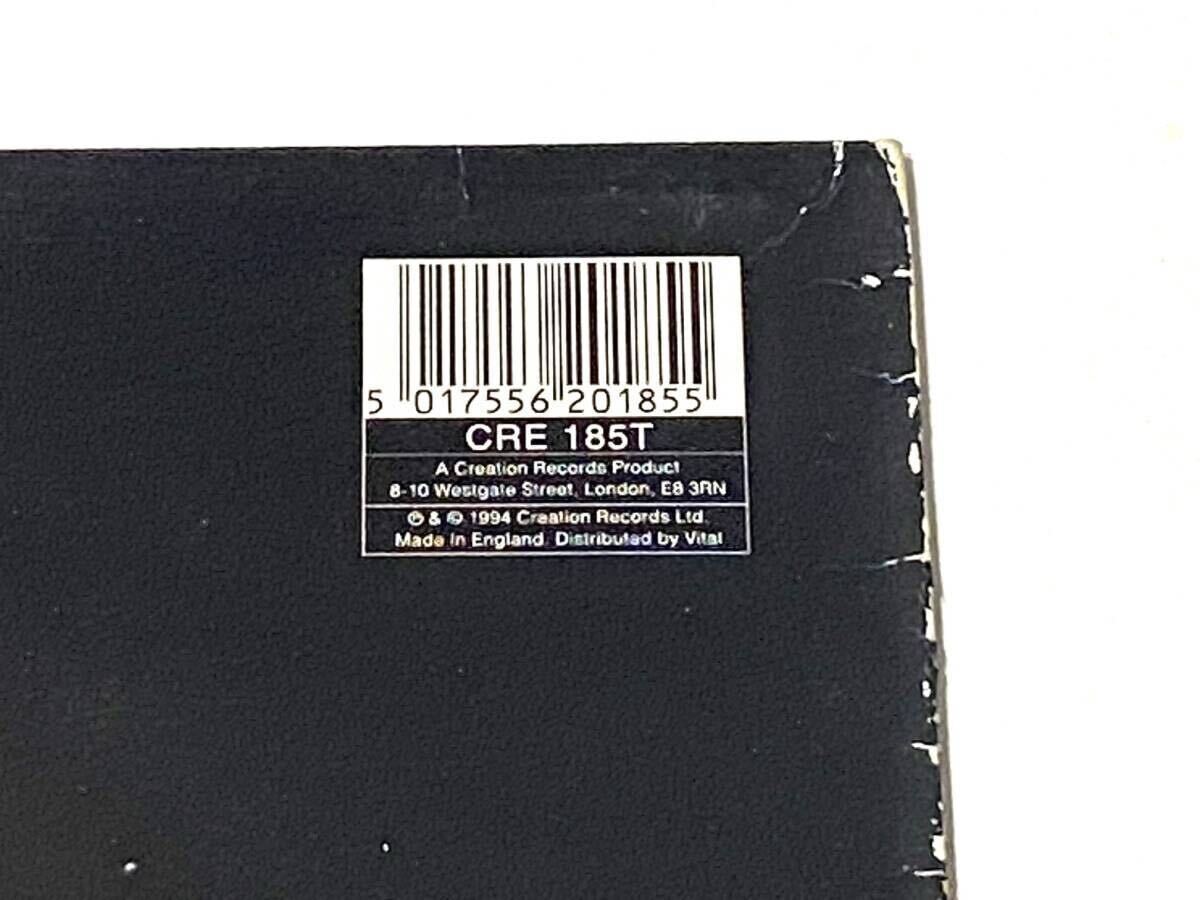 5 017556 201855
CRE 185T
A Creation Records Product
8-10 Westgate Street, London, E8 3RN
℗ & © 1994 Creation Records Ltd.
Made In England. Distributed by Vital